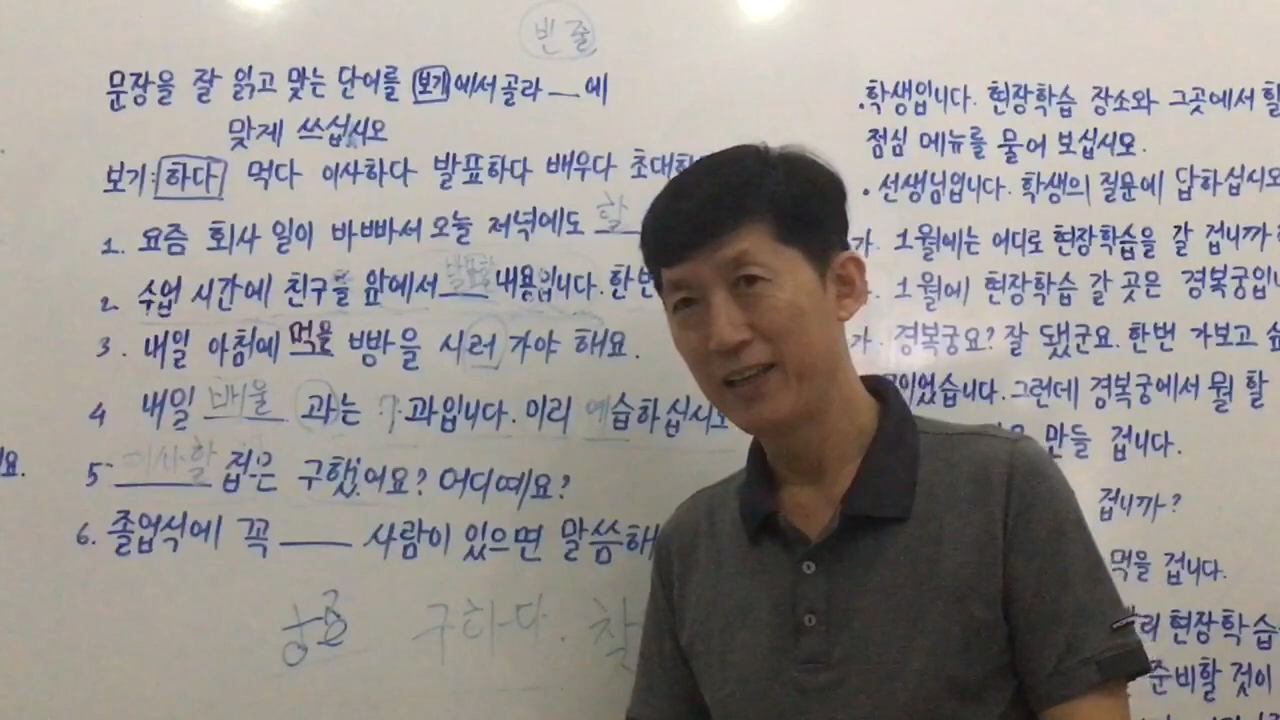 빈 줄
문장을 잘 읽고 맞는 단어를 보기 에서 골라 __ 에
맞게 쓰십시오
보기: 하다 먹다 이사하다 발표하다 배우다
1. 요즘 회사 일이 바빠서 오늘 저녁에도 할
2. 수업 시간에 친구들 앞에서 발표할 내용입니다. 한번
3. 내일 아침에 먹을 빵을 사러 가야 해요.
4 내일 배울 과는 7과입니다. 미리 예습하십시오
5 이사할 집은 구했어요? 어디예요?
6. 졸업식에 꼭 ___ 사람이 있으면 말씀해
구하다. 찾
요.
• 학생입니다. 현장학습 장소와 그곳에서 할
점심 메뉴를 물어 보십시오.
• 선생님입니다. 학생의 질문에 답하십시오
가. 1월에는 어디로 현장학습을 갈 겁니까
1월에 현장학습 갈 곳은 경복궁입니
가. 경복궁요? 잘 됐군요. 한번 가보고 싶
이었습니다. 그런데 경복궁에서 뭘 할
만들 겁니다.
겁니까?
먹을 겁니다.
현장학습
준비할 것이